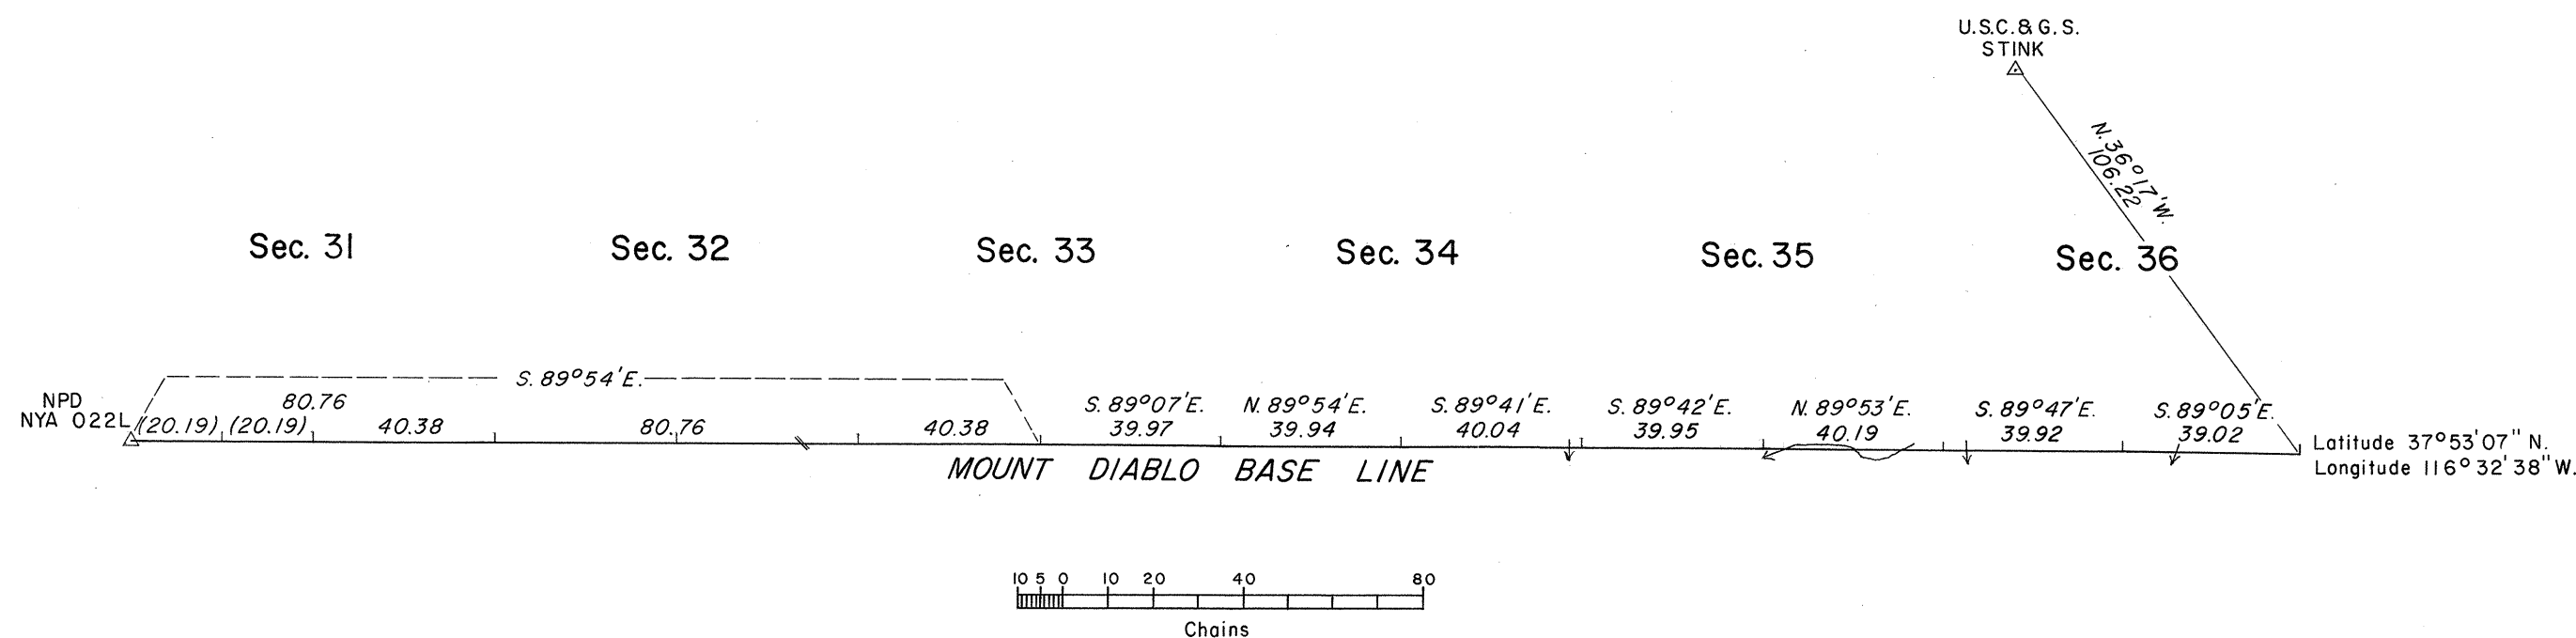 U.S.C.& G.S.
STINK
N.36°17'W.
106.22
Sec. 31
Sec. 32
Sec. 33
Sec. 34
Sec. 35
Sec. 36
S. 89°54'E.
NPD
NYA 022L
80.76
(20.19) (20.19)
40.38
80.76
40.38
S. 89°07'E.
39.97
N. 89°54'E.
39.94
S. 89°41'E.
40.04
S. 89°42'E.
39.95
N. 89°53'E.
40.19
S. 89°47'E.
39.92
S. 89°05'E.
39.02
Latitude 37°53'07" N.
Longitude 116°32'38" W.
MOUNT DIABLO BASE LINE
10 5 0 10 20 40 80
Chains